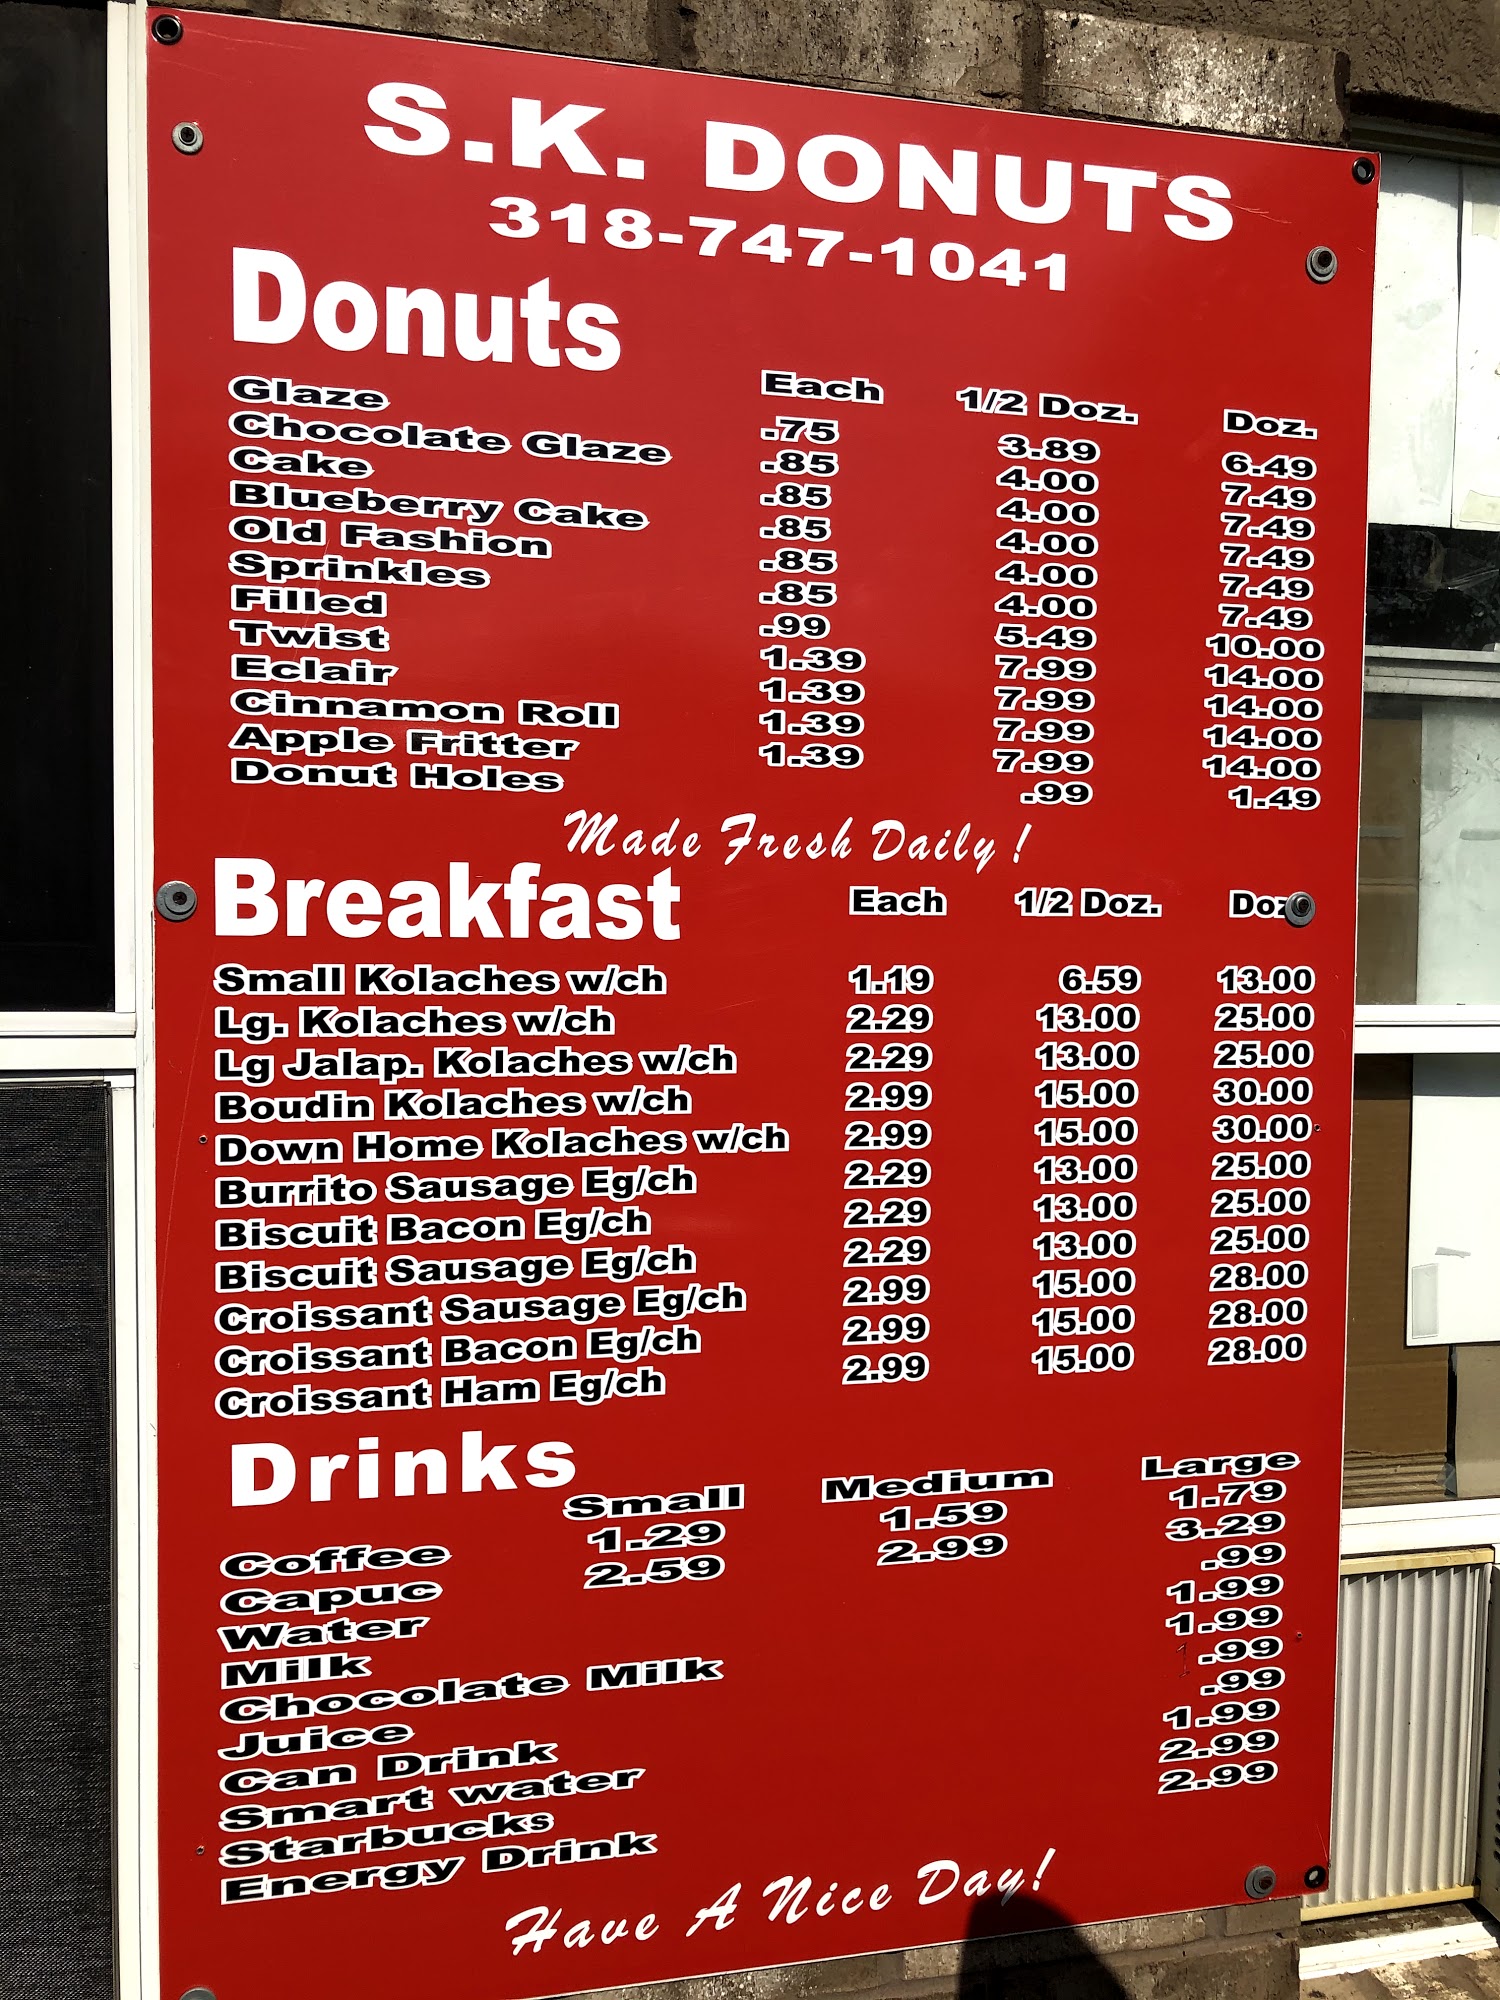 S.K. DONUTS
318-747-1041
Donuts
Each 1/2 Doz. Doz.
Glaze .75 3.89 6.49
Chocolate Glaze .85 4.00 7.49
Cake .85 4.00 7.49
Blueberry Cake .85 4.00 7.49
Old Fashion .85 4.00 7.49
Sprinkles .85 4.00 7.49
Filled .99 5.49 10.00
Twist 1.39 7.99 14.00
Eclair 1.39 7.99 14.00
Cinnamon Roll 1.39 7.99 14.00
Apple Fritter 1.39 7.99 14.00
Donut Holes .99 1.49
Made Fresh Daily!
Breakfast Each 1/2 Doz. Doz
Small Kolaches w/ch 1.19 6.59 13.00
Lg. Kolaches w/ch 2.29 13.00 25.00
Lg Jalap. Kolaches w/ch 2.29 13.00 25.00
Boudin Kolaches w/ch 2.99 15.00 30.00
Down Home Kolaches w/ch 2.99 15.00 30.00
Burrito Sausage Eg/ch 2.29 13.00 25.00
Biscuit Bacon Eg/ch 2.29 13.00 25.00
Biscuit Sausage Eg/ch 2.29 13.00 25.00
Croissant Sausage Eg/ch 2.99 15.00 28.00
Croissant Bacon Eg/ch 2.99 15.00 28.00
Croissant Ham Eg/ch 2.99 15.00 28.00
Drinks
Small Medium Large
Coffee 1.29 1.59 1.79
Capuc 2.59 2.99 3.29
Water .99
Milk 1.99
Chocolate Milk 1.99
Juice 1.99
Can Drink .99
Smart water 1.99
Starbucks 2.99
Energy Drink 2.99
Have A Nice Day!